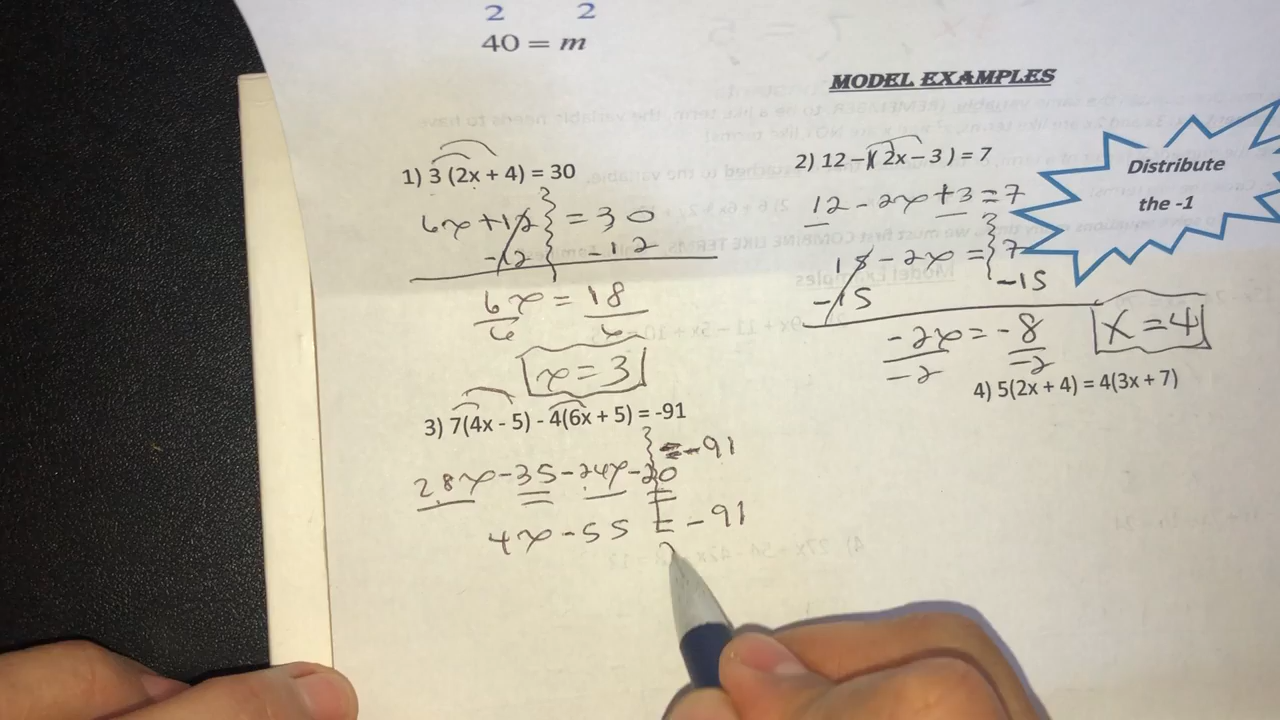 2 2
40 = m
MODEL EXAMPLES
1) 3 (2x + 4) = 30
6x + 12 = 30
-12 -12
6x = 18
6 6
x = 3
2) 12 – ( 2x – 3 ) = 7
12 - 2x + 3 = 7
15 - 2x = 7
-15 -15
-2x = -8
-2 -2
x = 4
Distribute
the -1
3) 7(4x - 5) - 4(6x + 5) = -91
28x - 35 - 24x - 20 = -91
4x - 55 = -91
4) 5(2x + 4) = 4(3x + 7)